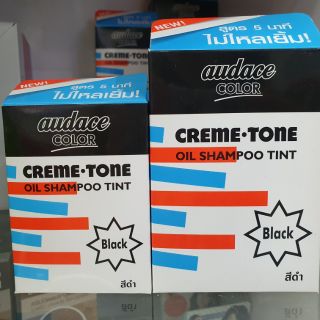 NEW!
สูตร 5 นาที
ไม่ไหลเยิ้ม!
audace
COLOR
CREME•TONE
OIL SHAMPOO TINT
Black
สีดำ
NEW!
สูตร 5 นาที
ไม่ไหลเยิ้ม!
audace
COLOR
CREME•TONE
OIL SHAMPOO TINT
Black
สีดำ